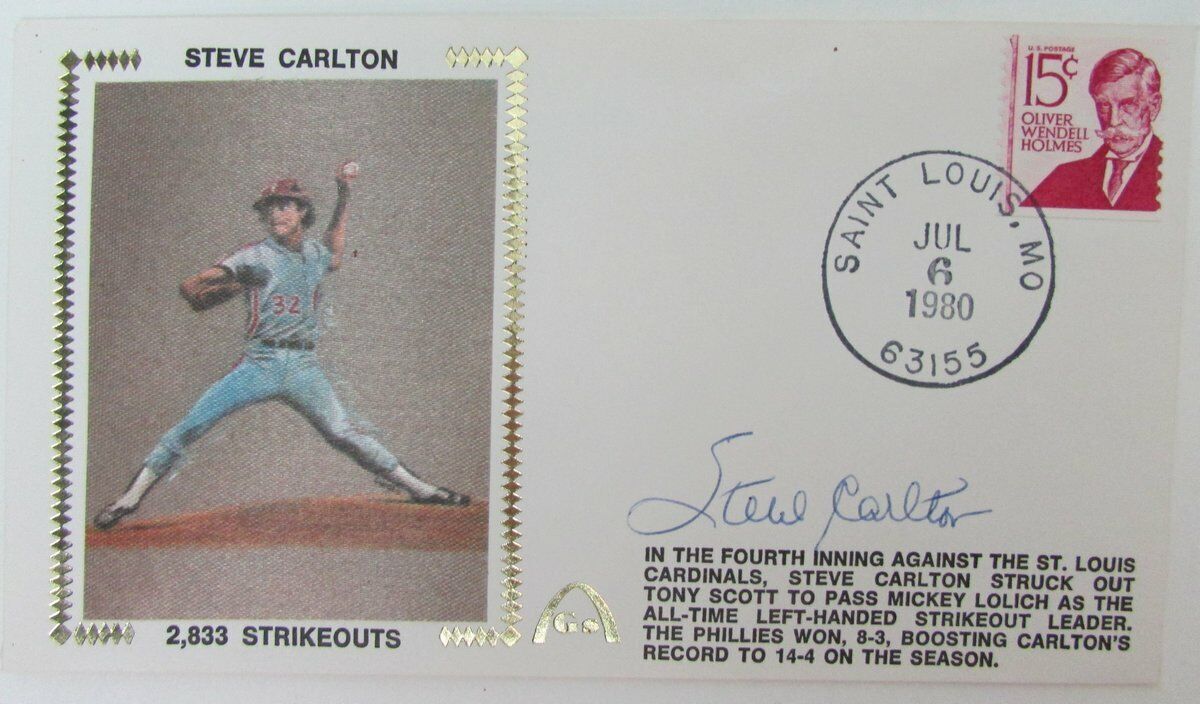 STEVE CARLTON
32
2,833 STRIKEOUTS
U.S. POSTAGE
15¢
OLIVER
WENDELL
HOLMES
SAINT LOUIS, MO
JUL
6
1980
63155
Steve Carlton
Gs
IN THE FOURTH INNING AGAINST THE ST. LOUIS
CARDINALS, STEVE CARLTON STRUCK OUT
TONY SCOTT TO PASS MICKEY LOLICH AS THE
ALL-TIME LEFT-HANDED STRIKEOUT LEADER.
THE PHILLIES WON, 8-3, BOOSTING CARLTON'S
RECORD TO 14-4 ON THE SEASON.